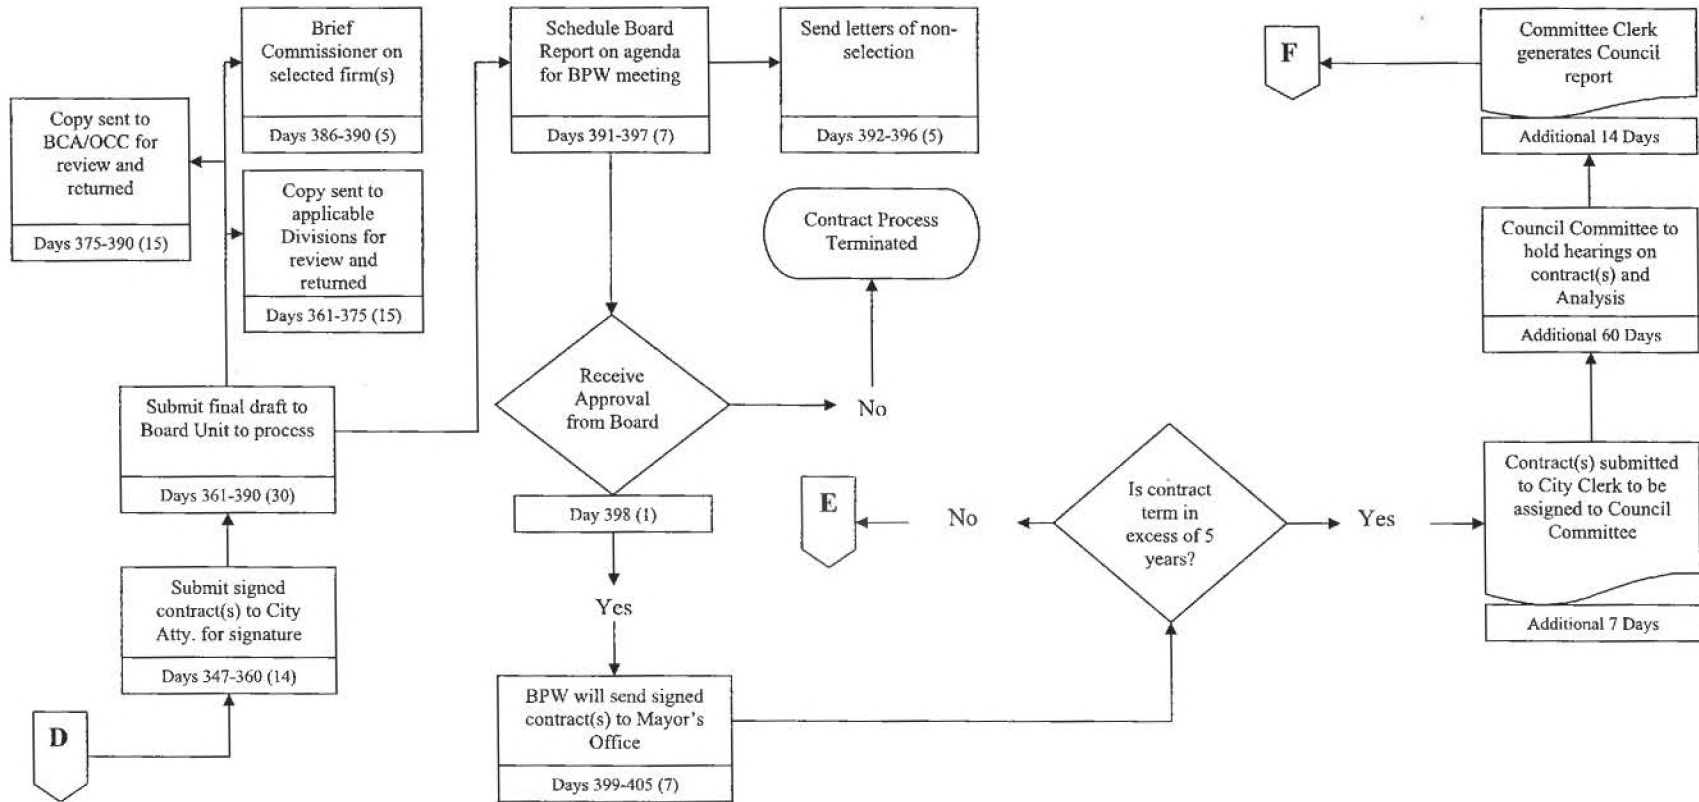 Brief
Commissioner on
selected firm(s)
Days 386-390 (5)
Schedule Board
Report on agenda
for BPW meeting
Days 391-397 (7)
Send letters of non-
selection
Days 392-396 (5)
F
Committee Clerk
generates Council
report
Additional 14 Days
Copy sent to
BCA/OCC for
review and
returned
Days 375-390 (15)
Copy sent to
applicable
Divisions for
review and
returned
Days 361-375 (15)
Contract Process
Terminated
Council Committee to
hold hearings on
contract(s) and
Analysis
Additional 60 Days
Submit final draft to
Board Unit to process
Days 361-390 (30)
Receive
Approval
from Board
No
Day 398 (1)
Yes
E
No
Is contract
term in
excess of 5
years?
Yes
Contract(s) submitted
to City Clerk to be
assigned to Council
Committee
Additional 7 Days
Submit signed
contract(s) to City
Atty. for signature
Days 347-360 (14)
D
BPW will send signed
contract(s) to Mayor's
Office
Days 399-405 (7)